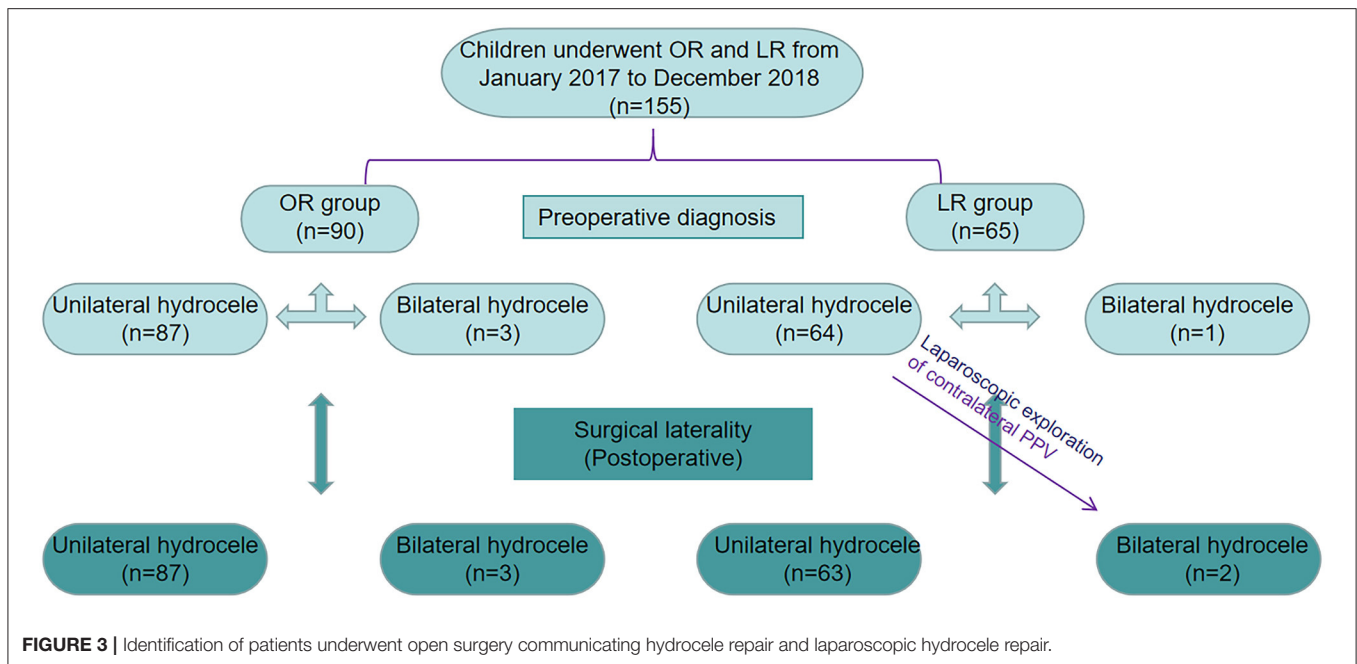 Children underwent OR and LR from
January 2017 to December 2018
(n=155)
OR group
(n=90)
Preoperative diagnosis
LR group
(n=65)
Unilateral hydrocele
(n=87)
Bilateral hydrocele
(n=3)
Unilateral hydrocele
(n=64)
Bilateral hydrocele
(n=1)
Laparoscopic exploration
of contralateral PPV
Surgical laterality
(Postoperative)
Unilateral hydrocele
(n=87)
Bilateral hydrocele
(n=3)
Unilateral hydrocele
(n=63)
Bilateral hydrocele
(n=2)
FIGURE 3 | Identification of patients underwent open surgery communicating hydrocele repair and laparoscopic hydrocele repair.